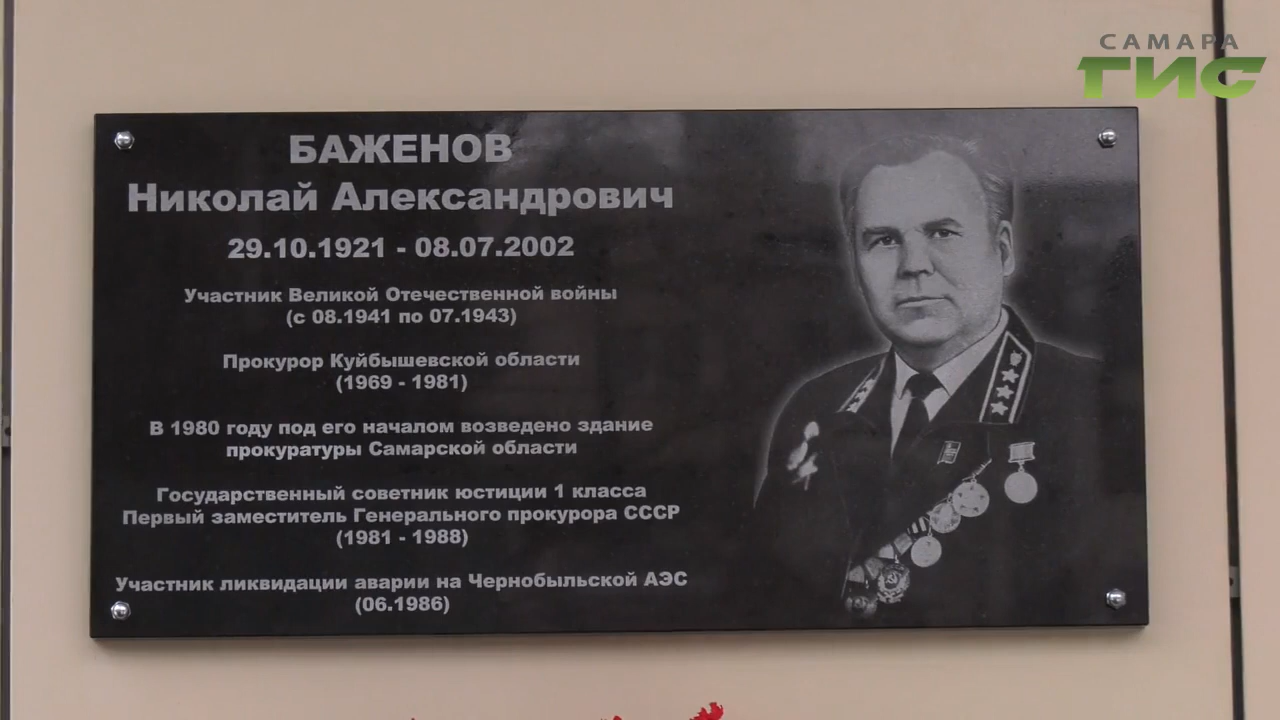 САМАРА
ГИС
БАЖЕНОВ
Николай Александрович
29.10.1921 - 08.07.2002
Участник Великой Отечественной войны
(с 08.1941 по 07.1943)
Прокурор Куйбышевской области
(1969 - 1981)
В 1980 году под его началом возведено здание
прокуратуры Самарской области
Государственный советник юстиции 1 класса
Первый заместитель Генерального прокурора СССР
(1981 - 1988)
Участник ликвидации аварии на Чернобыльской АЭС
(06.1986)